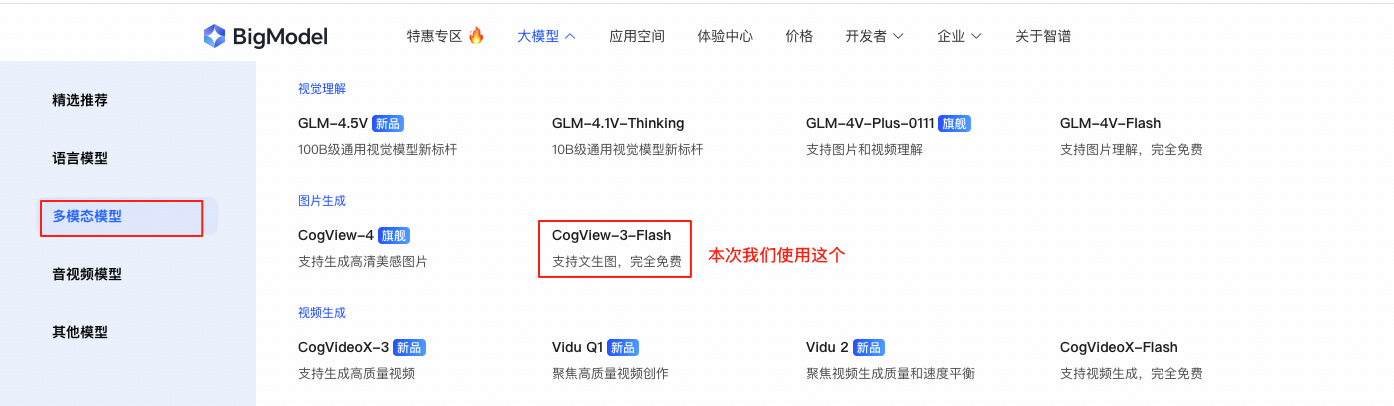 BigModel 特惠专区 大模型 应用空间 体验中心 价格 开发者 企业 关于智谱
精选推荐
语言模型
多模态模型
音视频模型
其他模型
视觉理解
GLM-4.5V 新品 GLM-4.1V-Thinking GLM-4V-Plus-0111 旗舰 GLM-4V-Flash
100B级通用视觉模型新标杆 10B级通用视觉模型新标杆 支持图片和视频理解 支持图片理解，完全免费
图片生成
CogView-4 旗舰 CogView-3-Flash
支持生成高清美感图片 支持文生图，完全免费 本次我们使用这个
视频生成
CogVideoX-3 新品 Vidu Q1 新品 Vidu 2 新品 CogVideoX-Flash
支持生成高质量视频 聚焦高质量视频创作 聚焦视频生成质量和速度平衡 支持视频生成，完全免费